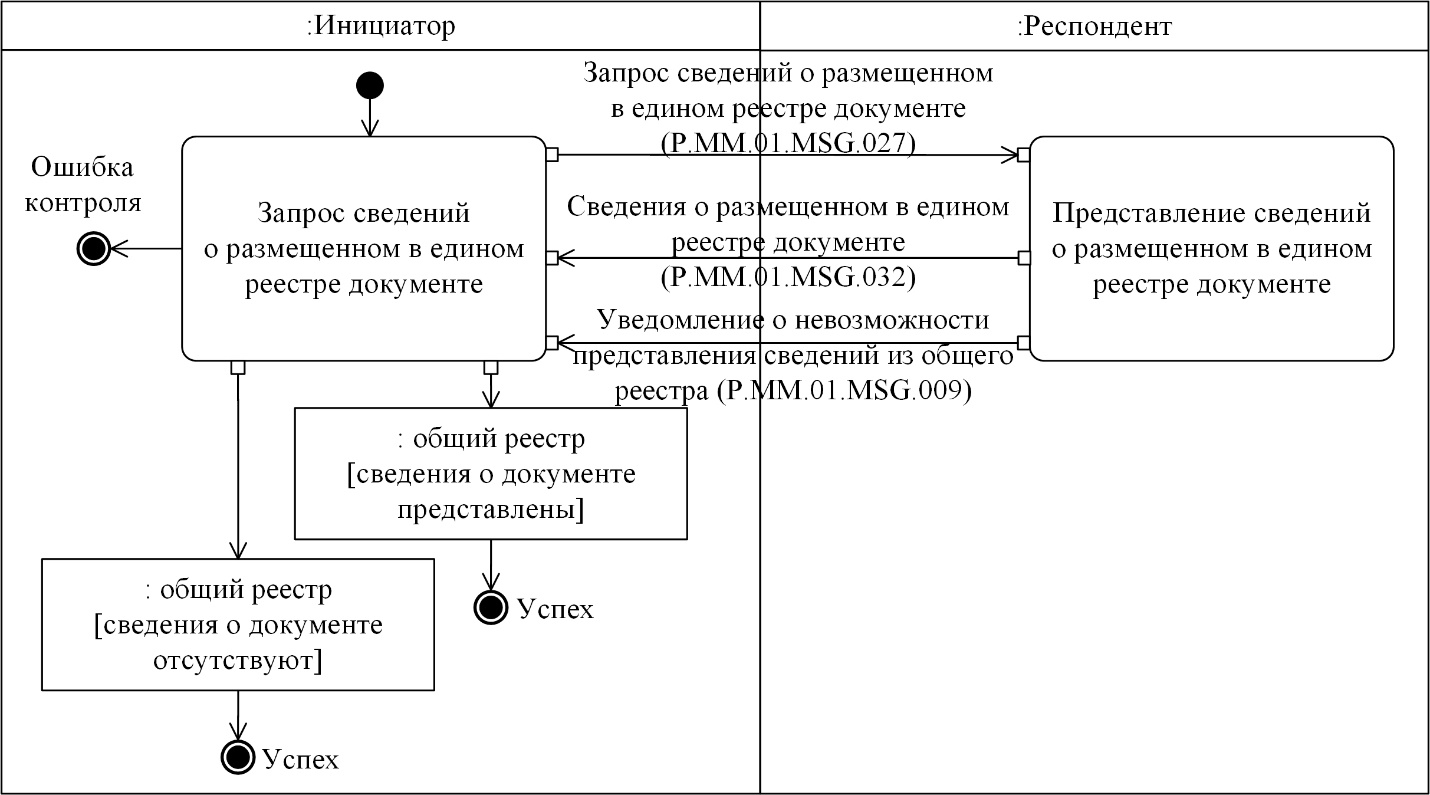 :Инициатор
:Респондент
Запрос сведений о размещенном
в едином реестре документе
(P.MM.01.MSG.027)
Ошибка
контроля
Запрос сведений
о размещенном в едином
реестре документе
Сведения о размещенном в едином
реестре документе
(P.MM.01.MSG.032)
Представление сведений
о размещенном в едином
реестре документе
Уведомление о невозможности
представления сведений из общего
реестра (P.MM.01.MSG.009)
: общий реестр
[сведения о документе
представлены]
Успех
: общий реестр
[сведения о документе
отсутствуют]
Успех